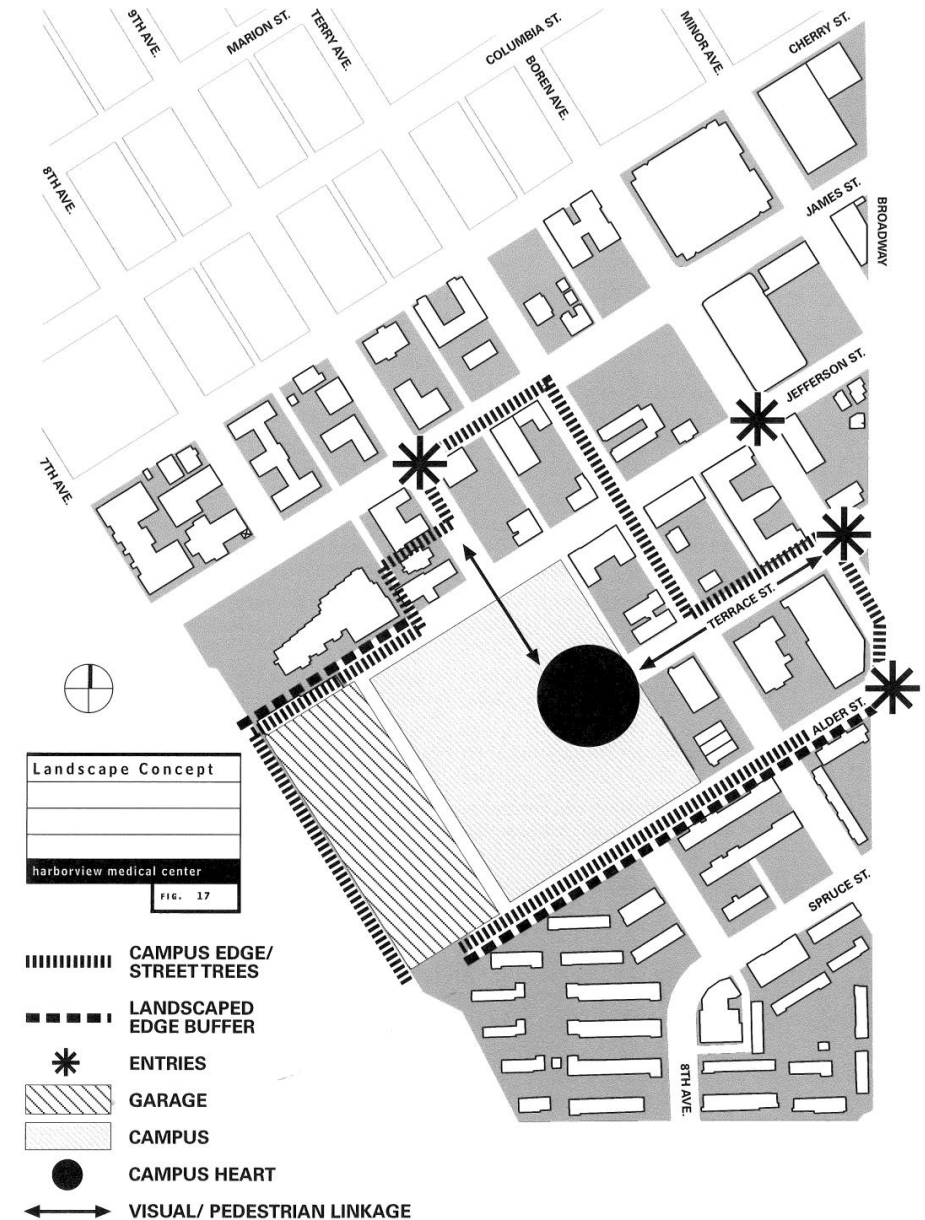 9TH AVE.
MARION ST.
TERRY AVE.
COLUMBIA ST.
BOREN AVE.
MINOR AVE.
CHERRY ST.
8TH AVE.
JAMES ST.
BROADWAY
JEFFERSON ST.
7TH AVE.
TERRACE ST.
ALDER ST.
SPRUCE ST.
8TH AVE.
Landscape Concept
harborview medical center
FIG. 17
CAMPUS EDGE/
STREET TREES
LANDSCAPED
EDGE BUFFER
ENTRIES
GARAGE
CAMPUS
CAMPUS HEART
VISUAL/ PEDESTRIAN LINKAGE